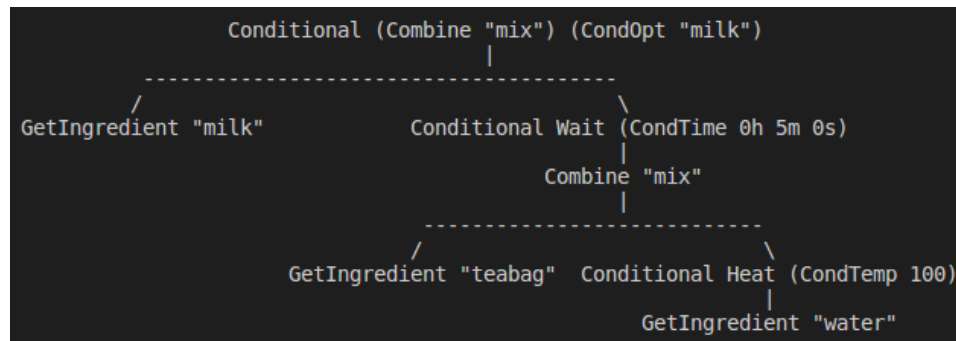 Conditional (Combine "mix") (CondOpt "milk")
|
---------------------------------------
/ \
GetIngredient "milk" Conditional Wait (CondTime 0h 5m 0s)
|
Combine "mix"
|
----------------------------
/ \
GetIngredient "teabag" Conditional Heat (CondTemp 100)
|
GetIngredient "water"